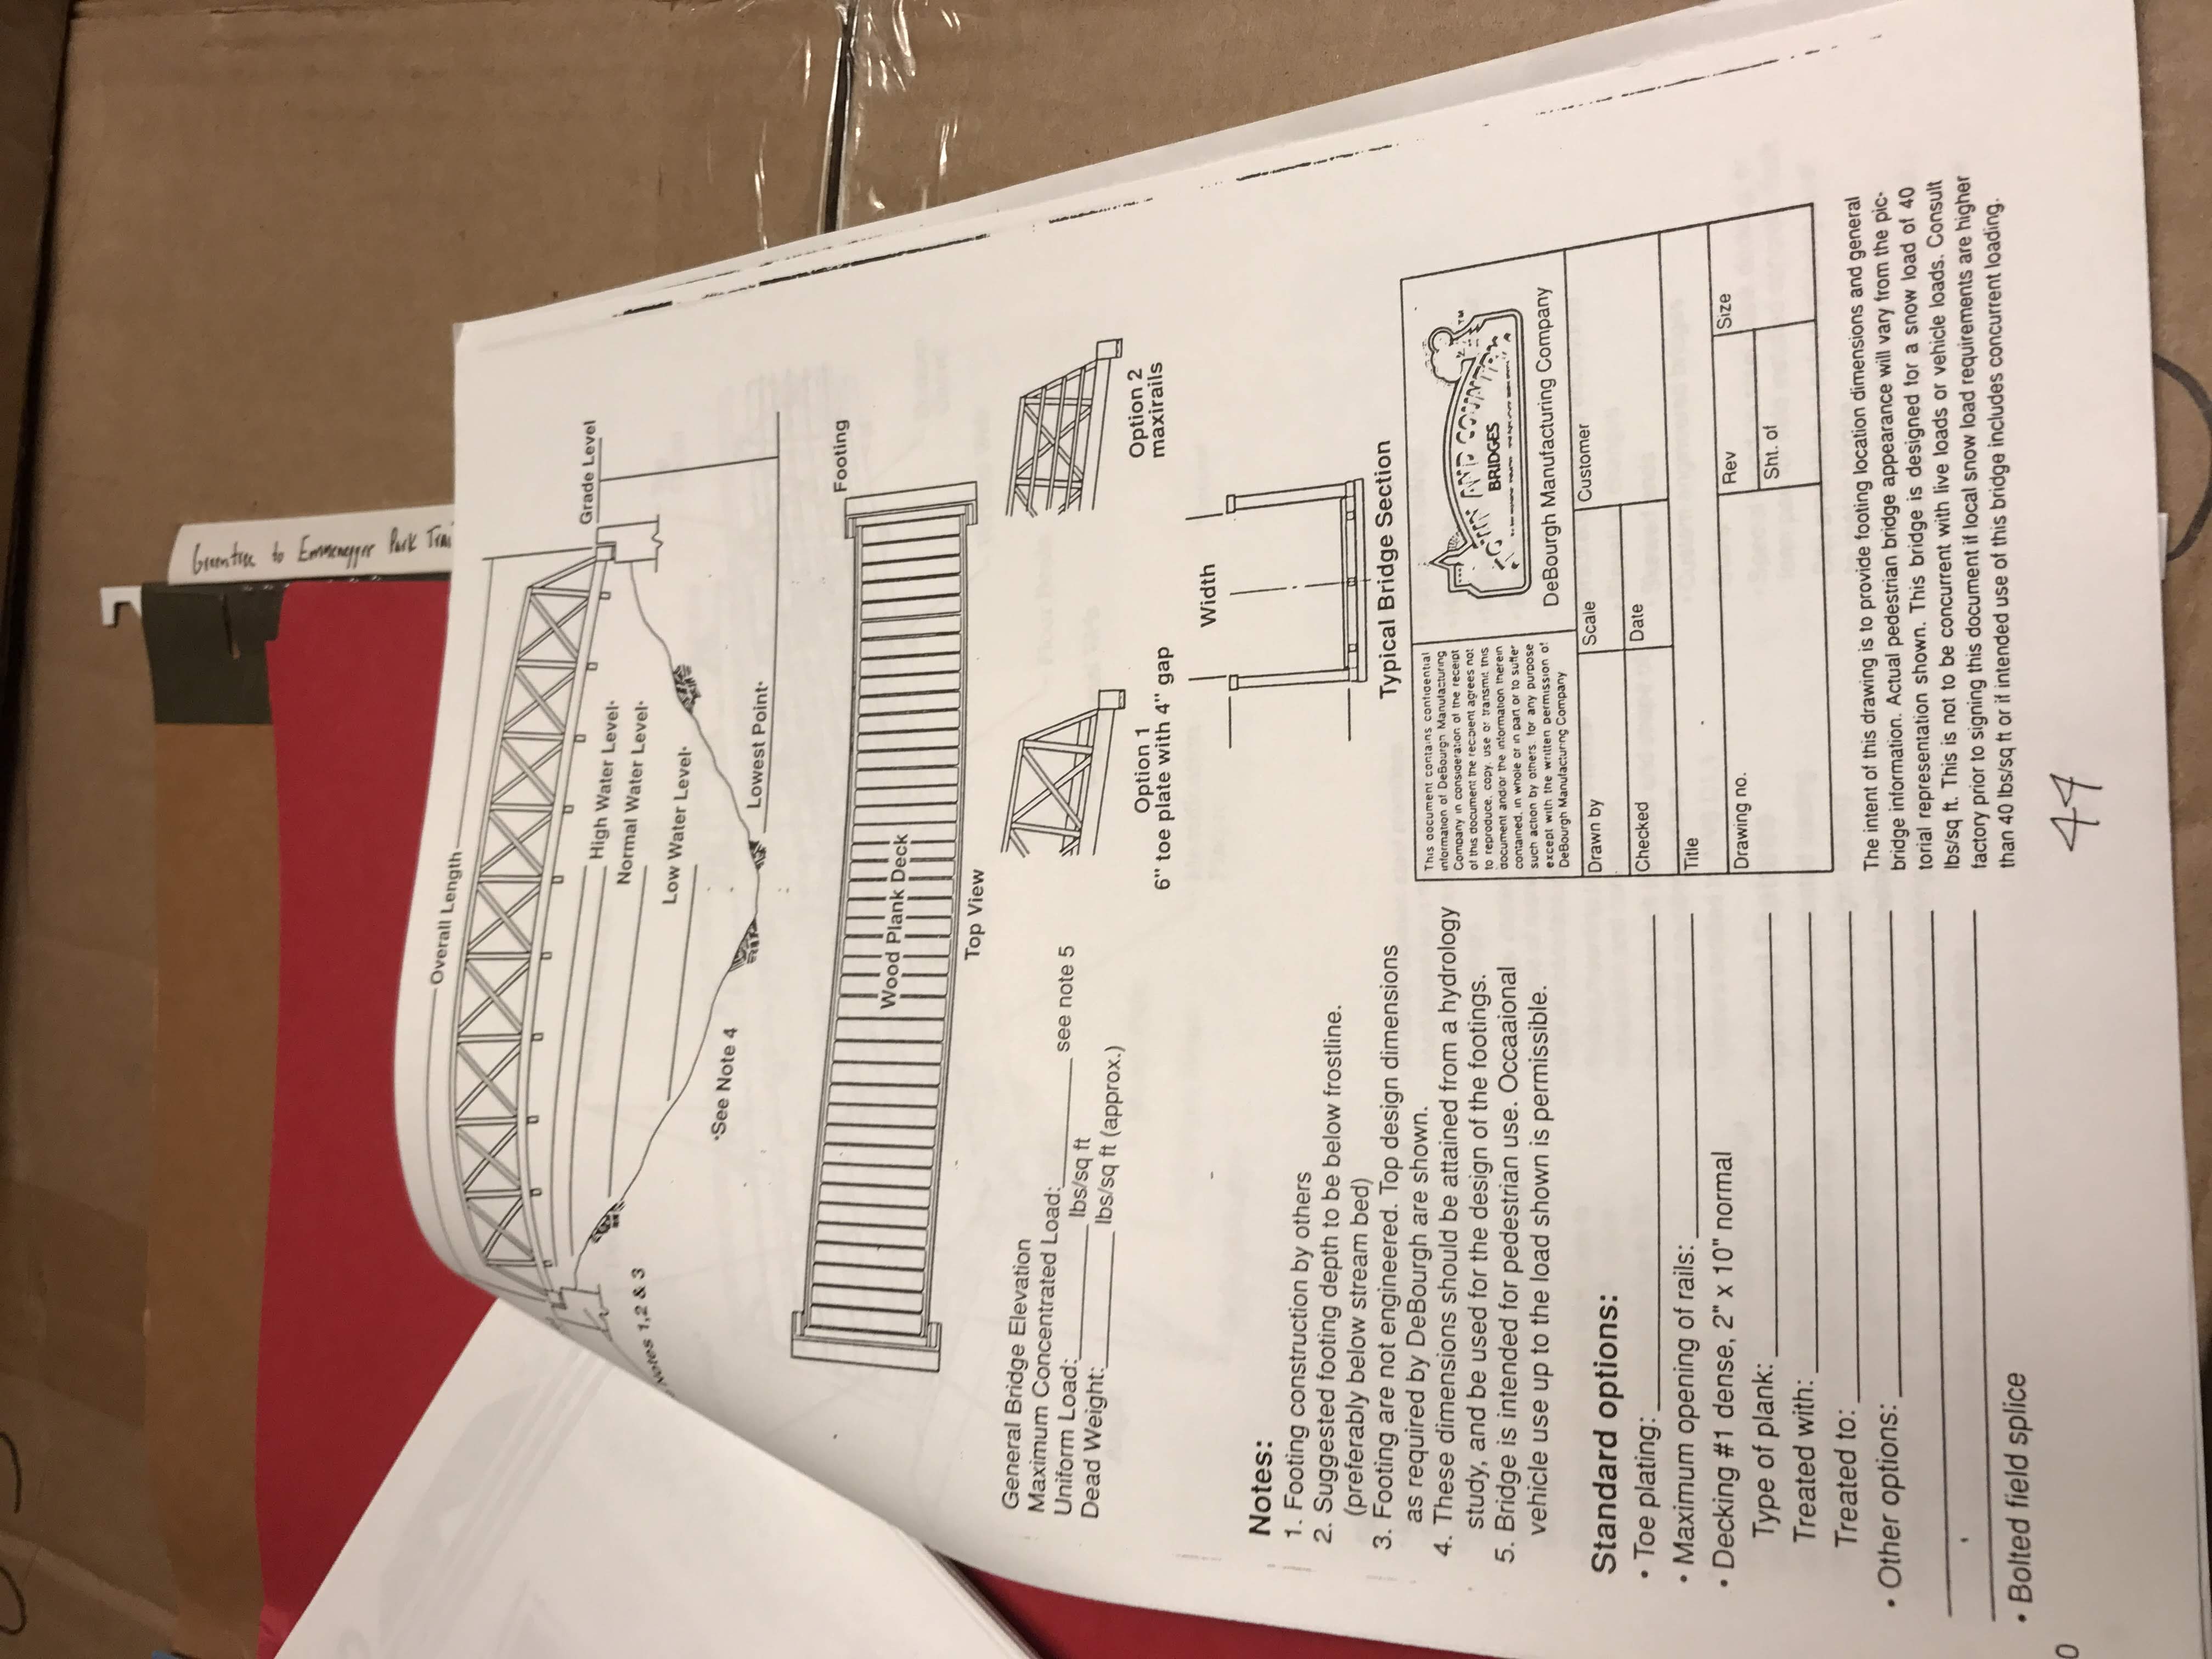 Greentree to Emmenegger Park
Overall Length
Grade Level
High Water Level*
Normal Water Level*
Low Water Level*
Notes 1,2 & 3
*See Note 4
Lowest Point*
Footing
Wood Plank Deck
Top View
General Bridge Elevation
Maximum Concentrated Load:__________ see note 5
Uniform Load:__________ lbs/sq ft
Dead Weight:__________ lbs/sq ft (approx.)
Option 1
6" toe plate with 4" gap
Option 2
maxirails
Width
Typical Bridge Section
Notes:
1. Footing construction by others
2. Suggested footing depth to be below frostline.
(preferably below stream bed)
3. Footing are not engineered. Top design dimensions
as required by DeBourgh are shown.
4. These dimensions should be attained from a hydrology
study, and be used for the design of the footings.
5. Bridge is intended for pedestrian use. Occaaional
vehicle use up to the load shown is permissible.
Standard options:
• Toe plating:
• Maximum opening of rails:
• Decking #1 dense, 2" x 10" normal
Type of plank:
Treated with:
Treated to:
• Other options:
• Bolted field splice
This document contains confidential
information of DeBourgh Manufacturing
Company in consideration of the receipt
of this document the recipient agrees not
to reproduce, copy, use or transmit this
document and/or the information therein
contained, in whole or in part or to suffer
such action by others, for any purpose
except with the written permission of
DeBourgh Manufacturing Company
TOWN AND COUNTRY
BRIDGES
TM
DeBourgh Manufacturing Company
Drawn by
Scale
Customer
Checked
Date
Title
Drawing no.
Rev
Size
Sht. of
The intent of this drawing is to provide footing location dimensions and general
bridge information. Actual pedestrian bridge appearance will vary from the pic-
torial representation shown. This bridge is designed for a snow load of 40
lbs/sq ft. This is not to be concurrent with live loads or vehicle loads. Consult
factory prior to signing this document if local snow load requirements are higher
than 40 lbs/sq ft or if intended use of this bridge includes concurrent loading.
44